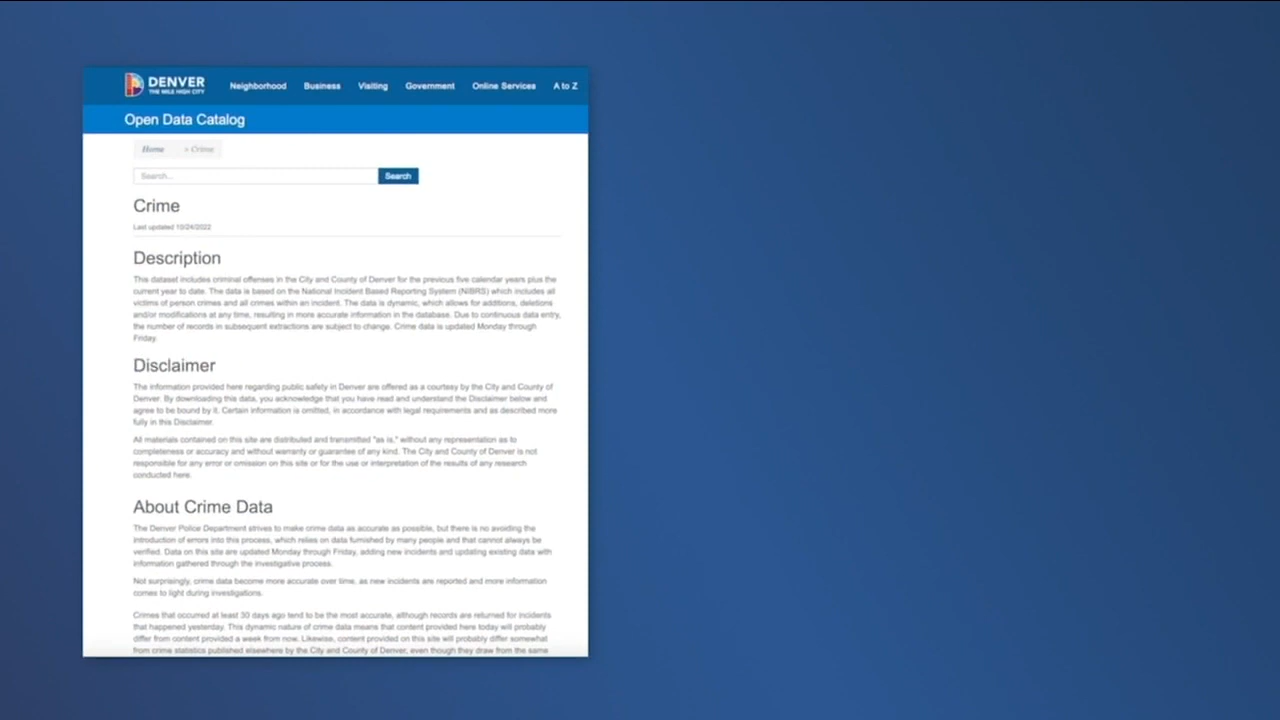 DENVER
THE MILE HIGH CITY
Neighborhood Business Visiting Government Online Services A to Z
Open Data Catalog
Home » Crime
Search...
Search
Crime
Last updated 10/24/2022
Description
This dataset includes criminal offenses in the City and County of Denver for the previous five calendar years plus the
current year to date. The data is based on the National Incident Based Reporting System (NIBRS) which includes all
victims of person crimes and all crimes within an incident. The data is dynamic, which allows for additions, deletions
and/or modifications at any time, resulting in more accurate information in the database. Due to continuous data entry,
the number of records in subsequent extractions are subject to change. Crime data is updated Monday through
Friday.
Disclaimer
The information provided here regarding public safety in Denver are offered as a courtesy by the City and County of
Denver. By downloading this data, you acknowledge that you have read and understand the Disclaimer below and
agree to be bound by it. Certain information is omitted, in accordance with legal requirements and as described more
fully in this Disclaimer.
All materials contained on this site are distributed and transmitted "as is," without any representation as to
completeness or accuracy and without warranty or guarantee of any kind. The City and County of Denver is not
responsible for any error or omission on this site or for the use or interpretation of the results of any research
conducted here.
About Crime Data
The Denver Police Department strives to make crime data as accurate as possible, but there is no avoiding the
introduction of errors into this process, which relies on data furnished by many people and that cannot always be
verified. Data on this site are updated Monday through Friday, adding new incidents and updating existing data with
information gathered through the investigative process.
Not surprisingly, crime data become more accurate over time, as new incidents are reported and more information
comes to light during investigations.
Crimes that occurred at least 30 days ago tend to be the most accurate, although records are returned for incidents
that happened yesterday. This dynamic nature of crime data means that content provided here today will probably
differ from content provided a week from now. Likewise, content provided on this site will probably differ somewhat
from crime statistics published elsewhere by the City and County of Denver, even though they draw from the same